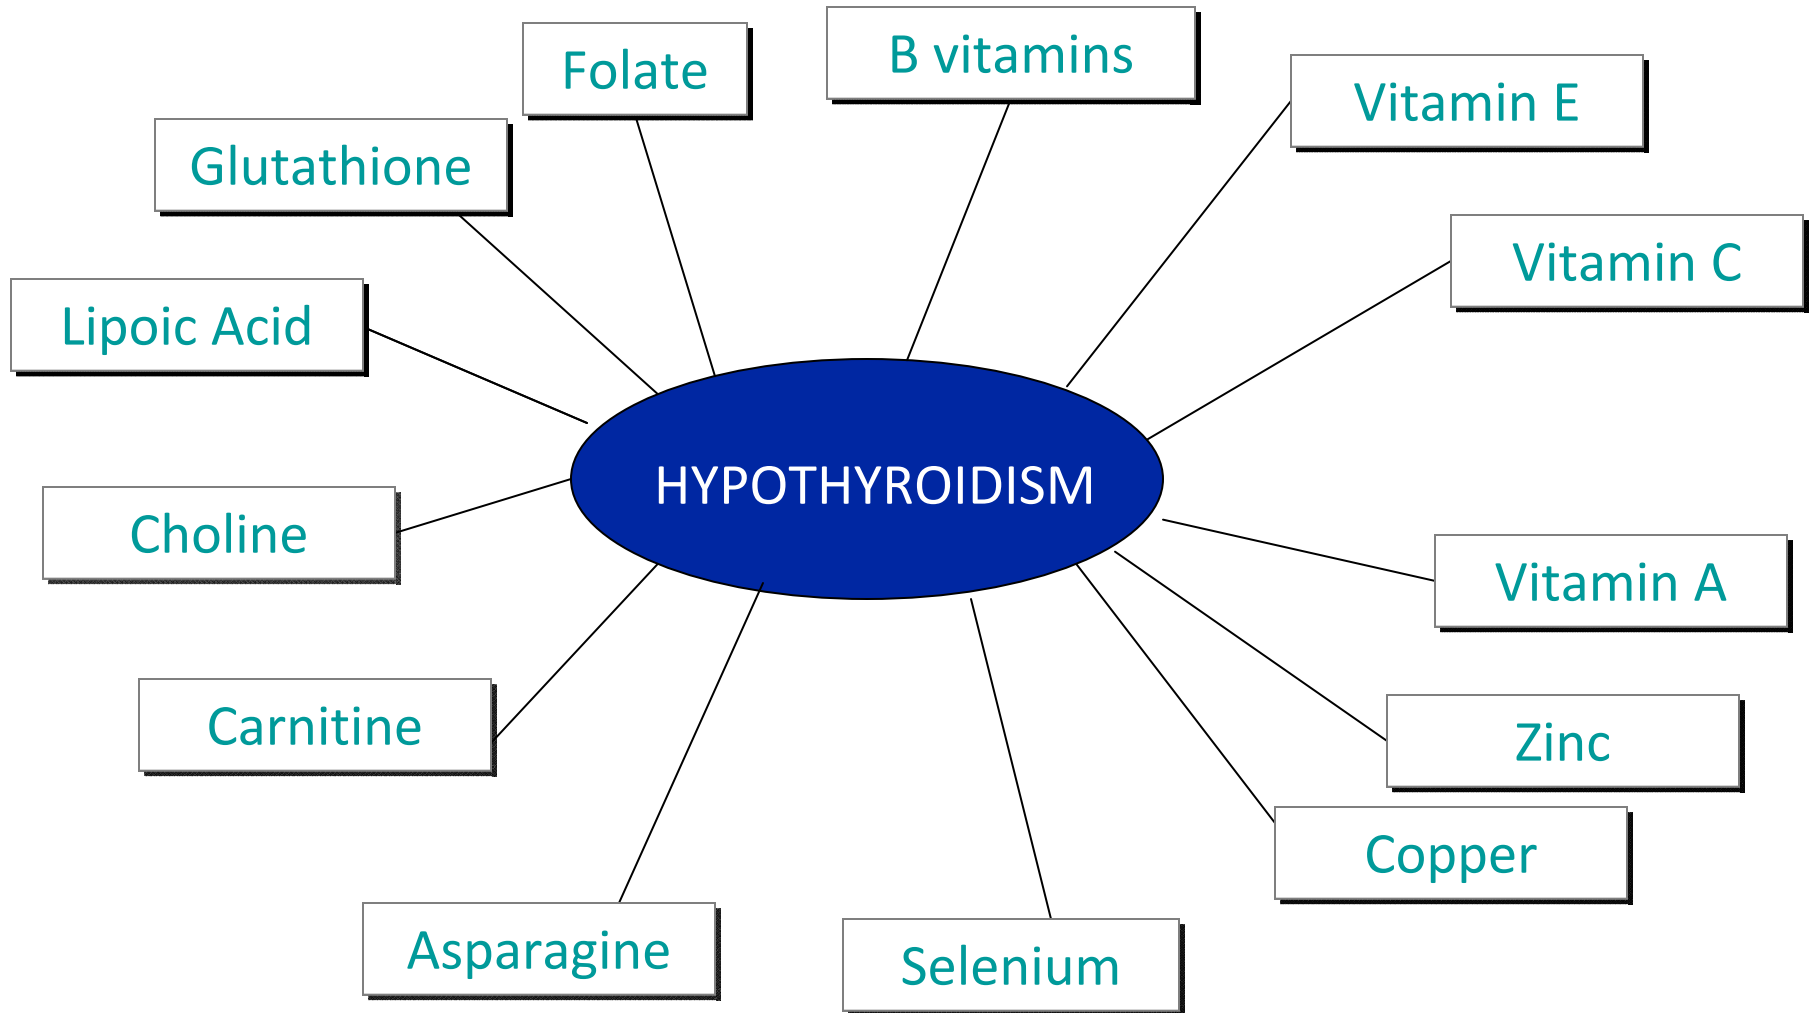 B vitamins
Folate
Vitamin E
Glutathione
Vitamin C
Lipoic Acid
HYPOTHYROIDISM
Choline
Vitamin A
Carnitine
Zinc
Copper
Asparagine
Selenium